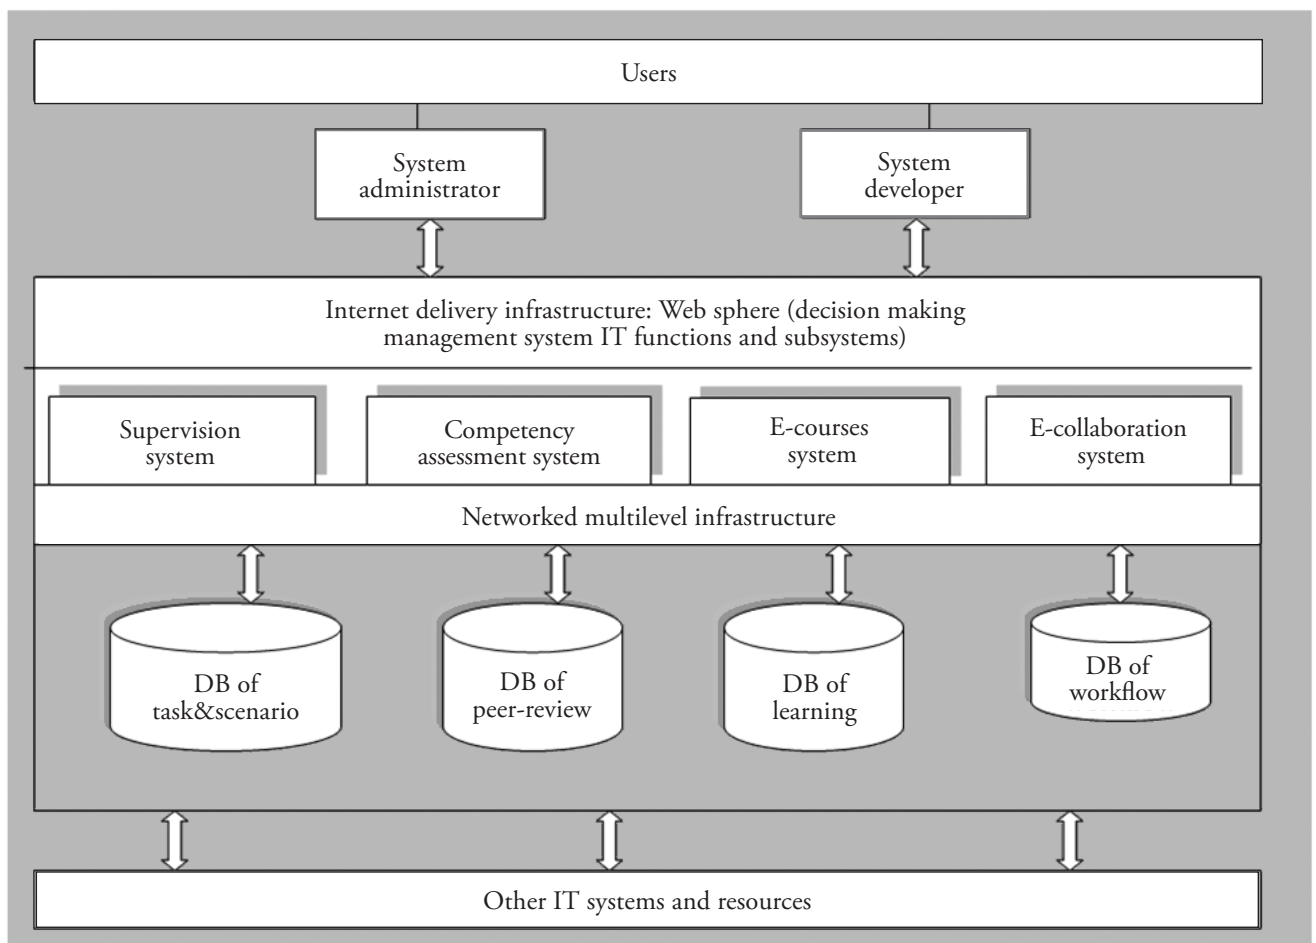 Users
System
administrator
System
developer
Internet delivery infrastructure: Web sphere (decision making
management system IT functions and subsystems)
Supervision
system
Competency
assessment system
E-courses
system
E-collaboration
system
Networked multilevel infrastructure
DB of
task&scenario
DB of
peer-review
DB of
learning
DB of
workflow
Other IT systems and resources